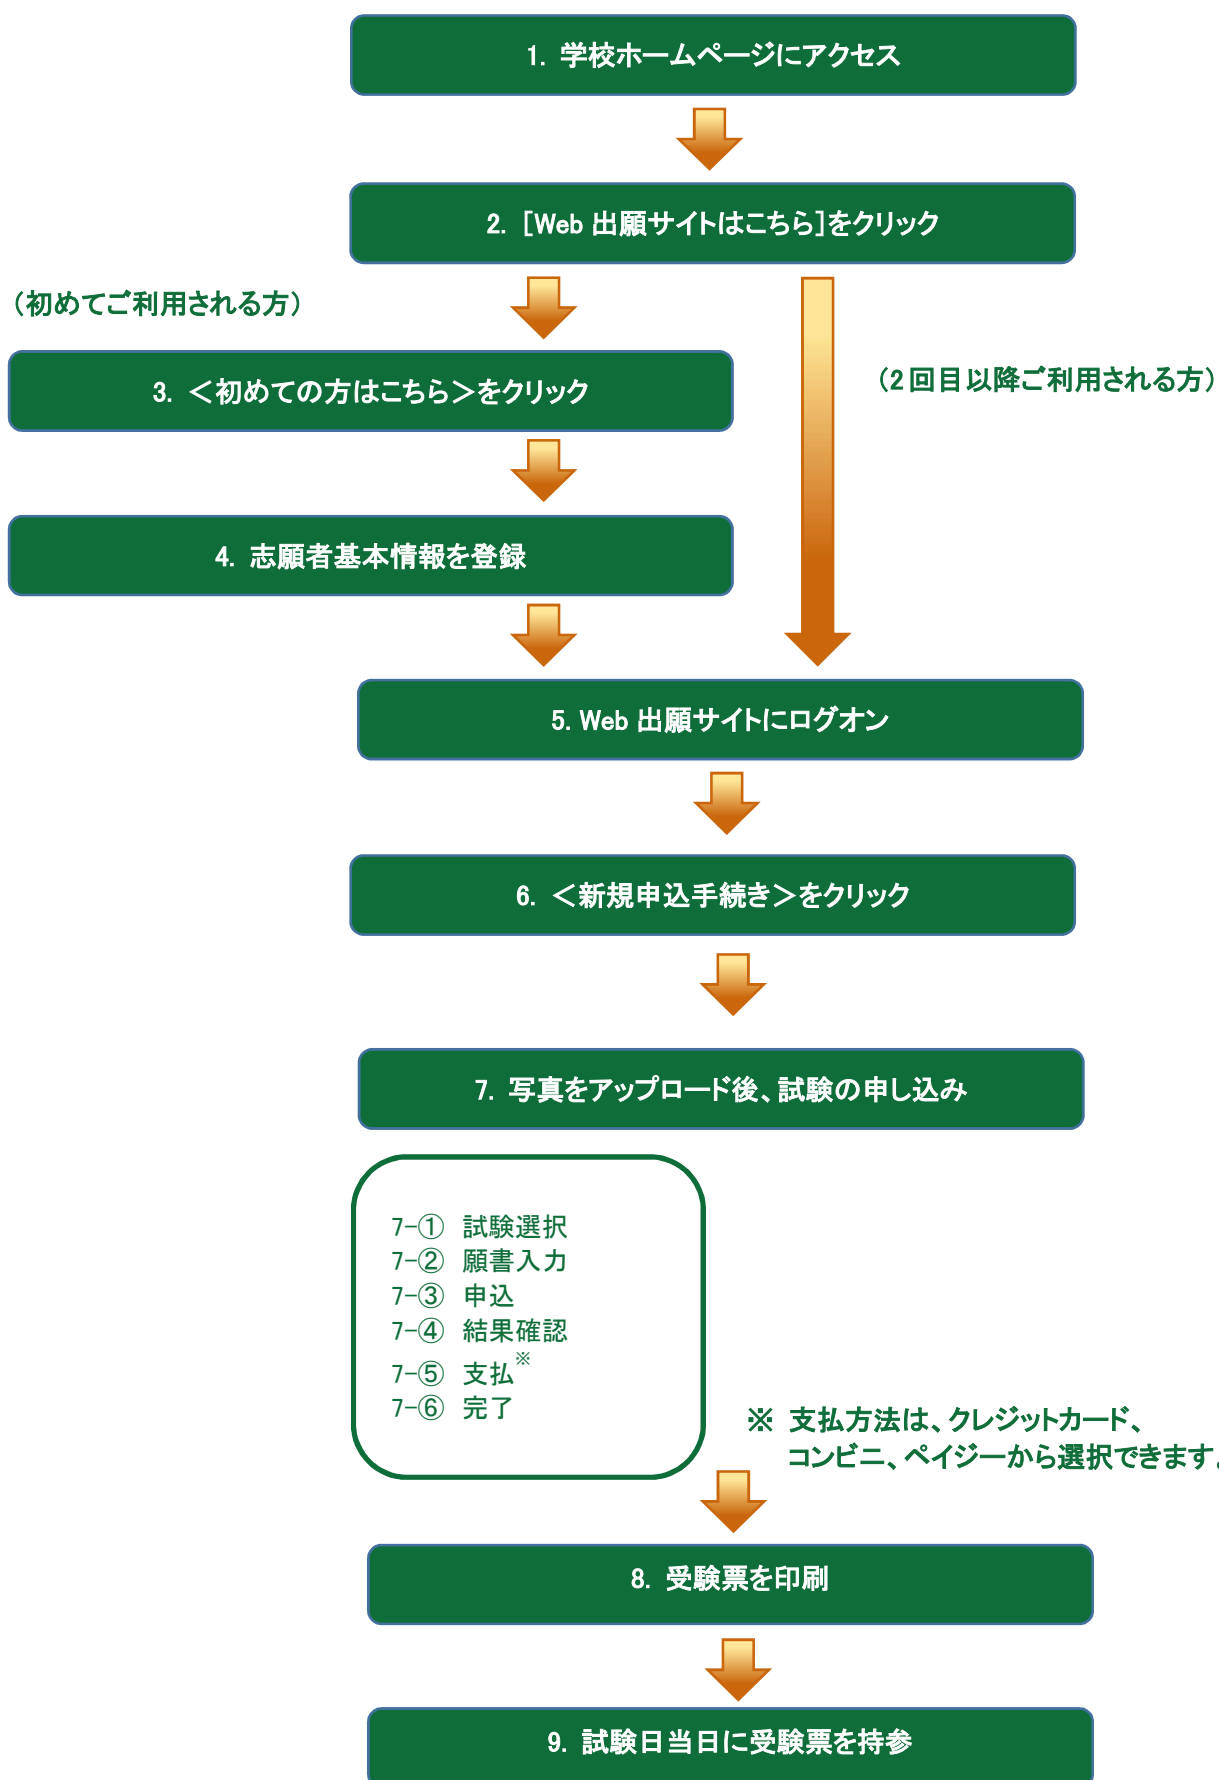 1. 学校ホームページにアクセス
2. [Web 出願サイトはこちら]をクリック
（初めてご利用される方）
3. ＜初めての方はこちら＞をクリック
（2 回目以降ご利用される方）
4. 志願者基本情報を登録
5. Web 出願サイトにログオン
6. ＜新規申込手続き＞をクリック
7. 写真をアップロード後、試験の申し込み
7-① 試験選択
7-② 願書入力
7-③ 申込
7-④ 結果確認
7-⑤ 支払※
7-⑥ 完了
※ 支払方法は、クレジットカード、
コンビニ、ペイジーから選択できます。
8. 受験票を印刷
9. 試験日当日に受験票を持参